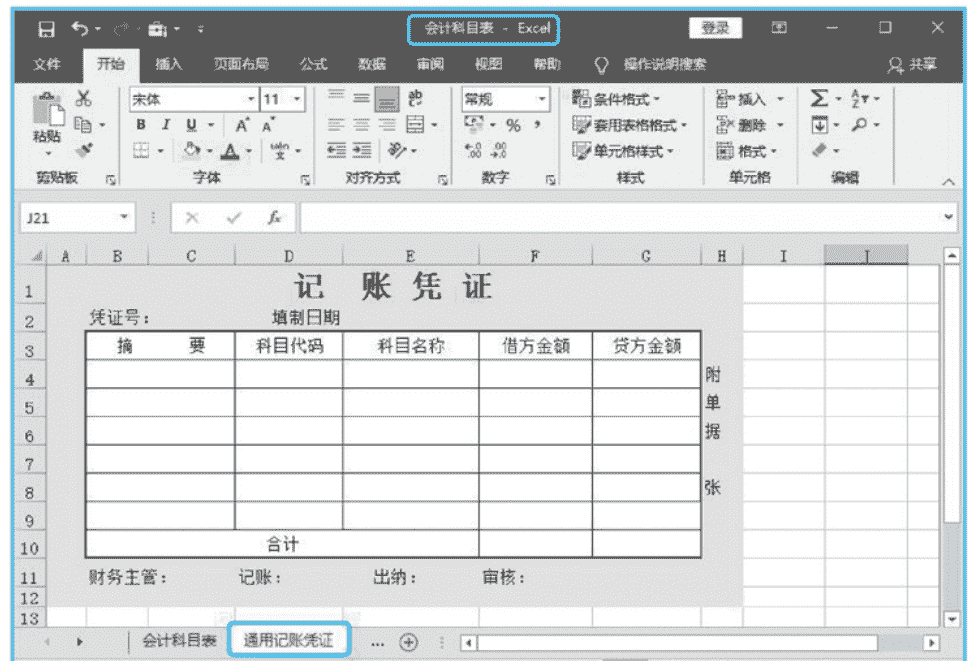 会计科目表 - Excel
登录
文件 开始 插入 页面布局 公式 数据 审阅 视图 帮助 操作说明搜索 共享
宋体 11 常规 条件格式 插入
粘贴 B I U A A % 套用表格格式 删除
单元格样式 格式
剪贴板 字体 对齐方式 数字 样式 单元格 编辑
J21 fx
A B C D E F G H I J
1 记 账 凭 证
2 凭证号: 填制日期
3 摘 要 科目代码 科目名称 借方金额 贷方金额
4 附
5 单
6 据
7
8 张
9
10 合计
11 财务主管: 记账: 出纳: 审核:
12
13
会计科目表 通用记账凭证 ...